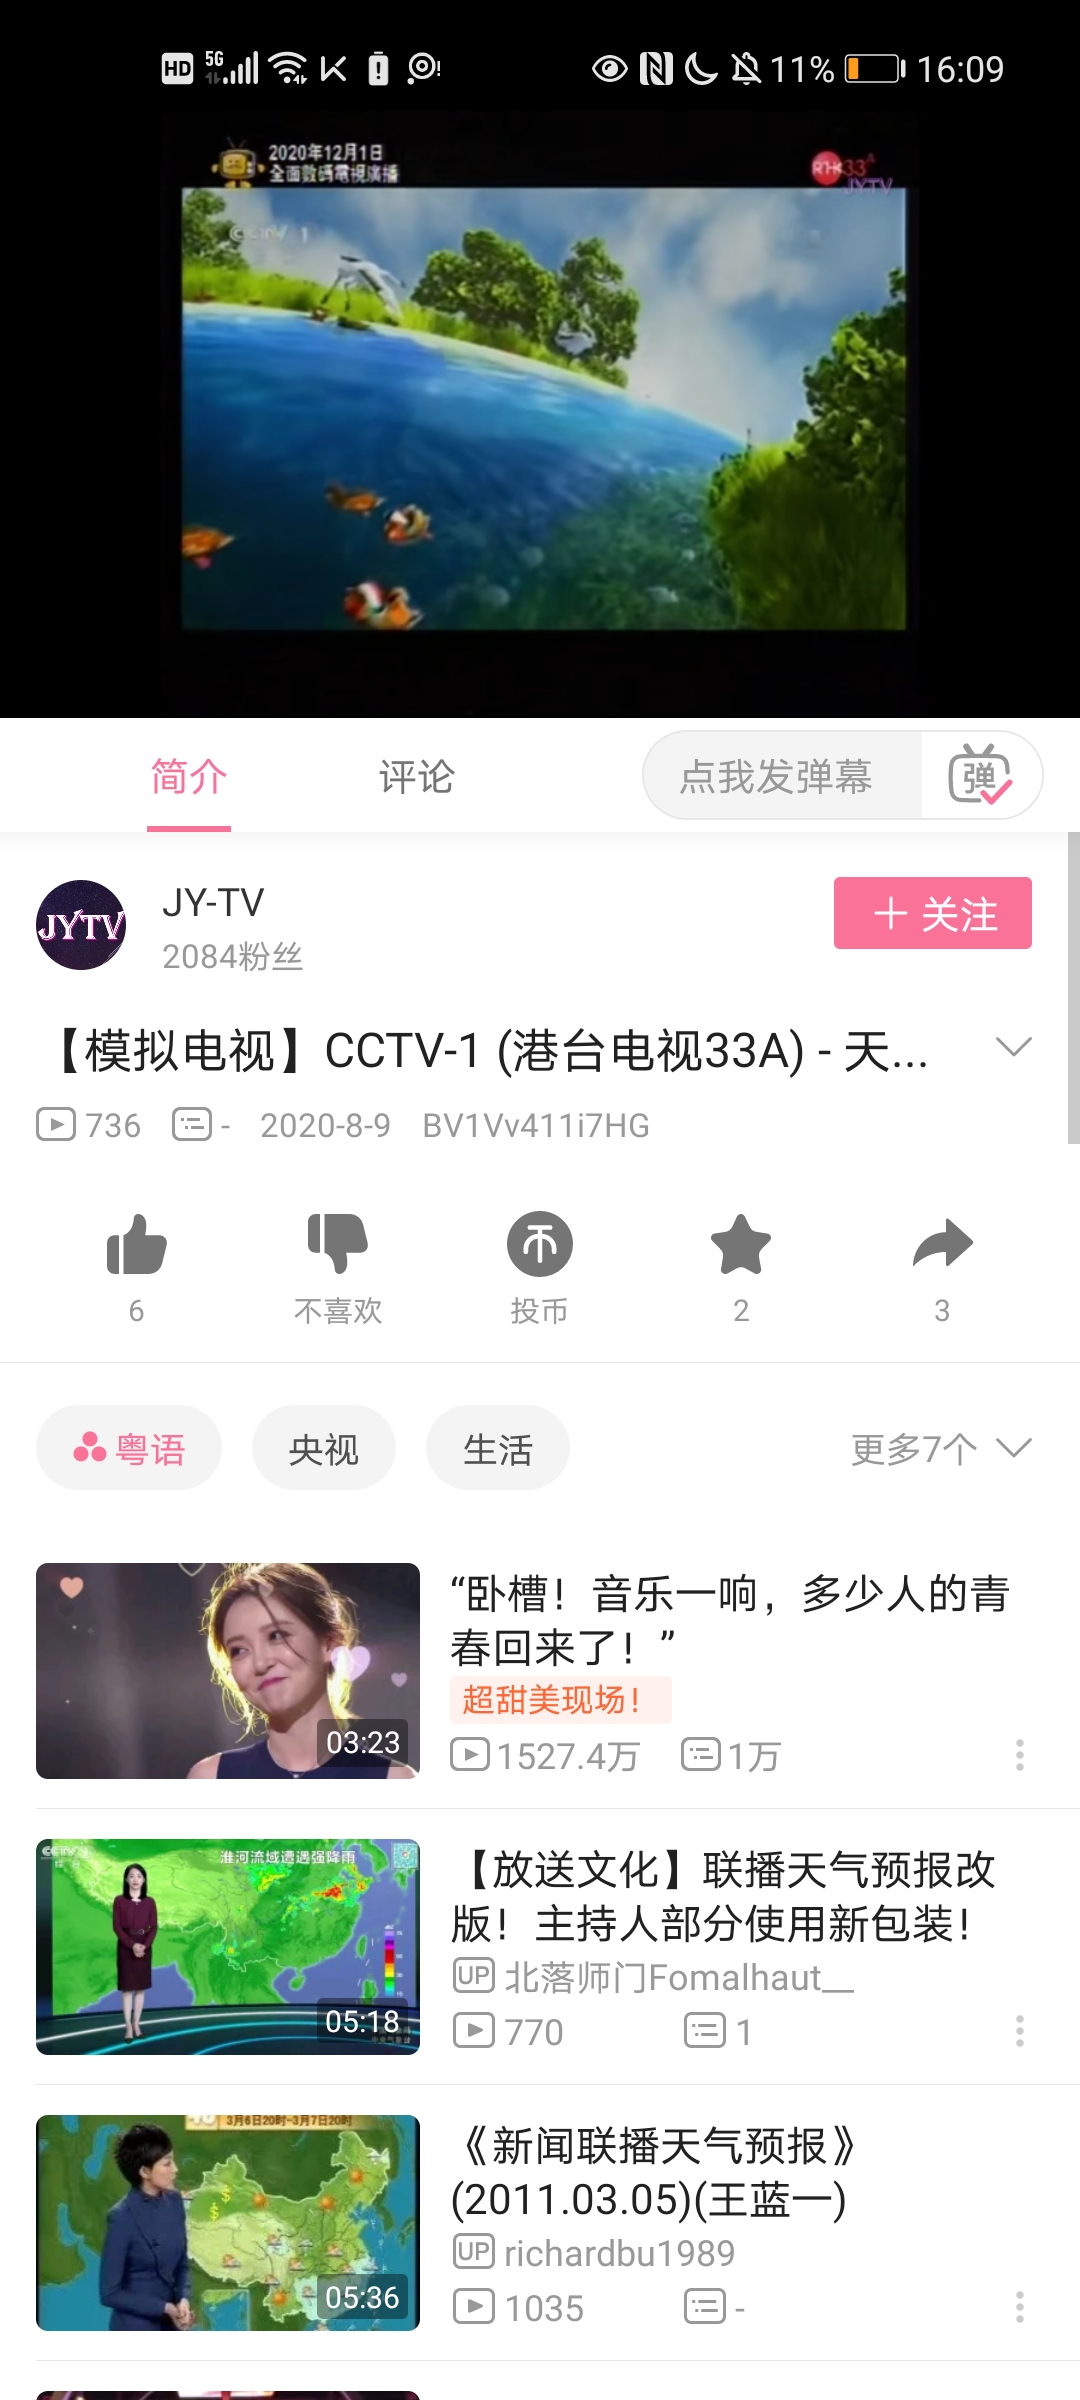 HD 5G 11% 16:09
2020年12月1日
全面數碼電視廣播
RTHK33A
JYTV
CCTV 1
简介 评论 点我发弹幕 弹
JYTV
JY-TV
2084粉丝
+ 关注
【模拟电视】CCTV-1 (港台电视33A) - 天...
736 - 2020-8-9 BV1Vv411i7HG
6 不喜欢 投币 2 3
粤语 央视 生活 更多7个
“卧槽！音乐一响，多少人的青
春回来了！”
超甜美现场！
03:23
1527.4万 1万
淮河流域遭遇强降雨
【放送文化】联播天气预报改
版！主持人部分使用新包装！
UP 北落师门Fomalhaut__
05:18
770 1
3月6日20时-3月7日20时
《新闻联播天气预报》
(2011.03.05)(王蓝一)
UP richardbu1989
05:36
1035 -